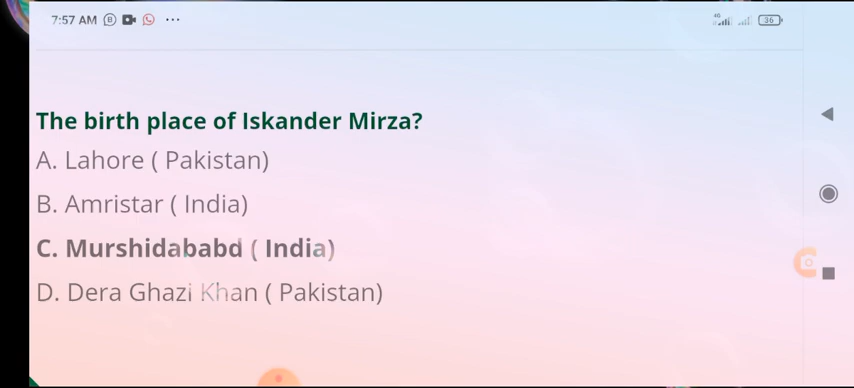 7:57 AM
4G
36
The birth place of Iskander Mirza?
A. Lahore ( Pakistan)
B. Amristar ( India)
C. Murshidababd ( India)
D. Dera Ghazi Khan ( Pakistan)